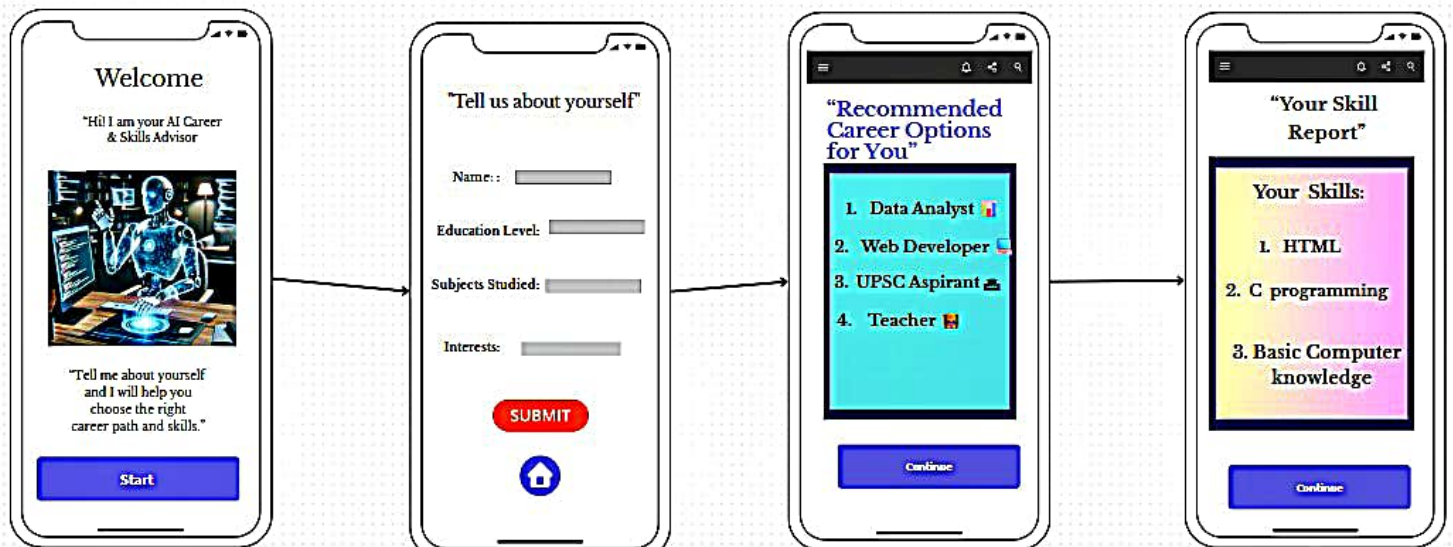 Welcome
"Hi! I am your AI Career
& Skills Advisor
"Tell me about yourself
and I will help you
choose the right
career path and skills."
Start
"Tell us about yourself"
Name: :
Education Level:
Subjects Studied:
Interests:
SUBMIT
“Recommended
Career Options
for You”
1. Data Analyst
2. Web Developer
3. UPSC Aspirant
4. Teacher
Continue
“Your Skill
Report”
Your Skills:
1. HTML
2. C programming
3. Basic Computer
knowledge
Continue